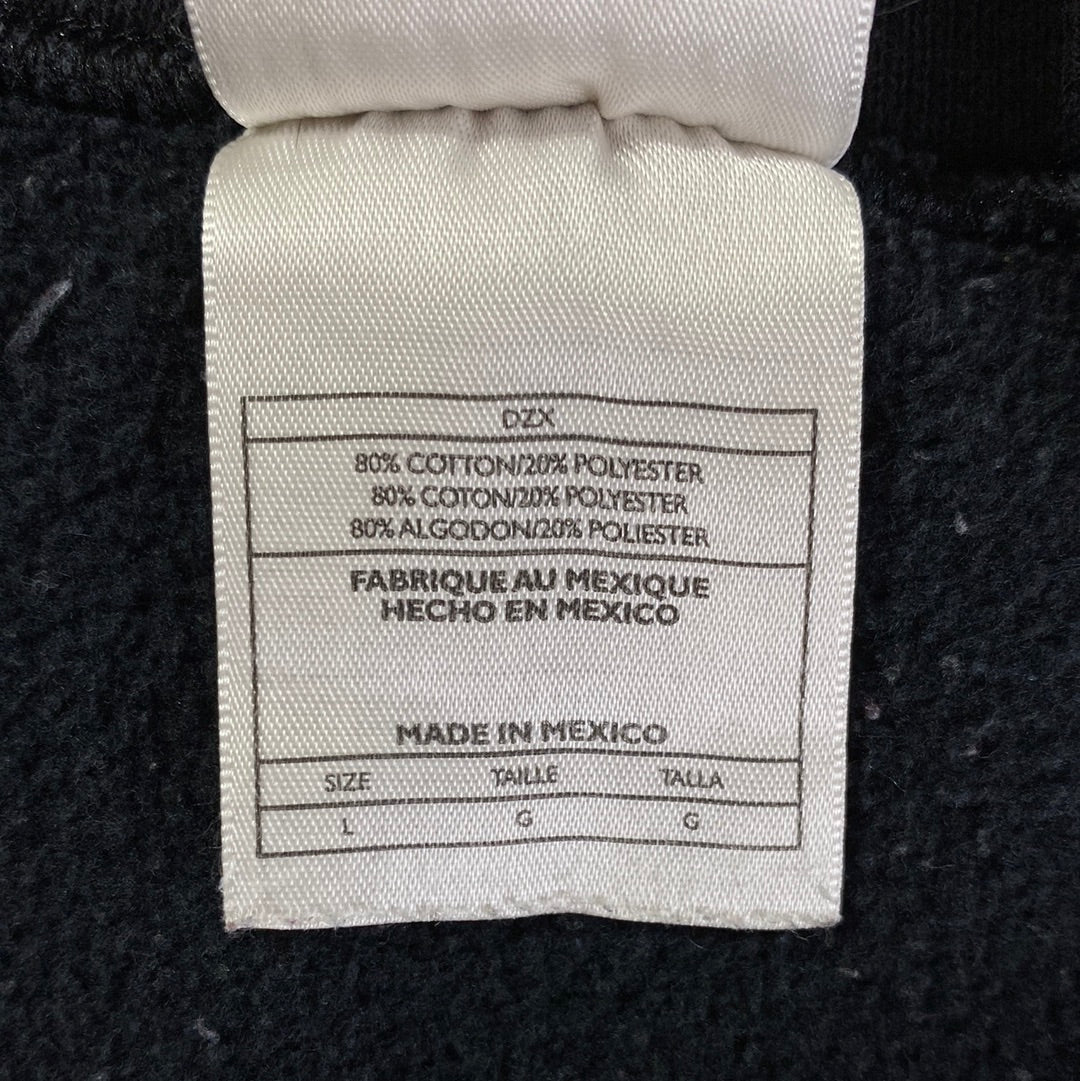 DZX
80% COTTON/20% POLYESTER
80% COTON/20% POLYESTER
80% ALGODON/20% POLIESTER
FABRIQUE AU MEXIQUE
HECHO EN MEXICO
MADE IN MEXICO
SIZE TAILLE TALLA
L G G